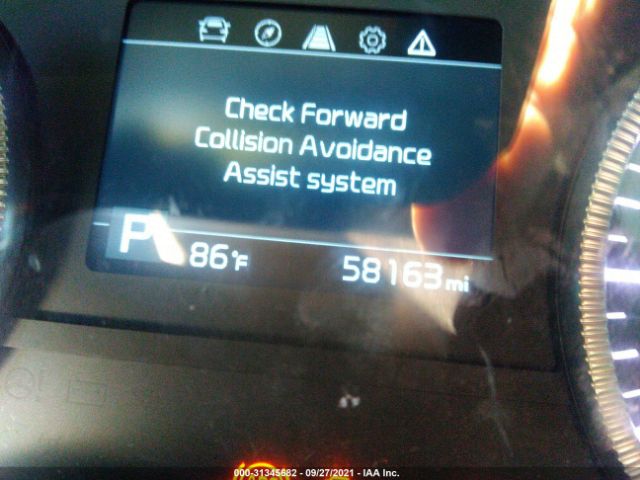 Check Forward
Collision Avoidance
Assist system
P
86°F
58163 mi
000-31345682 - 09/27/2021 - IAA Inc.